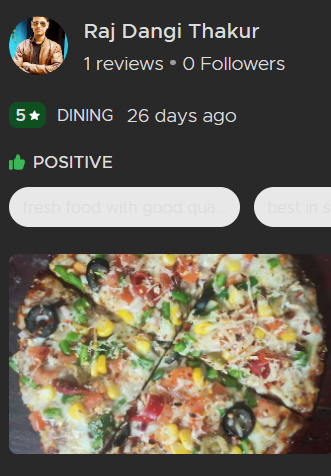 Raj Dangi Thakur
1 reviews • 0 Followers
5★ DINING 26 days ago
POSITIVE
fresh food with good qua... best in s